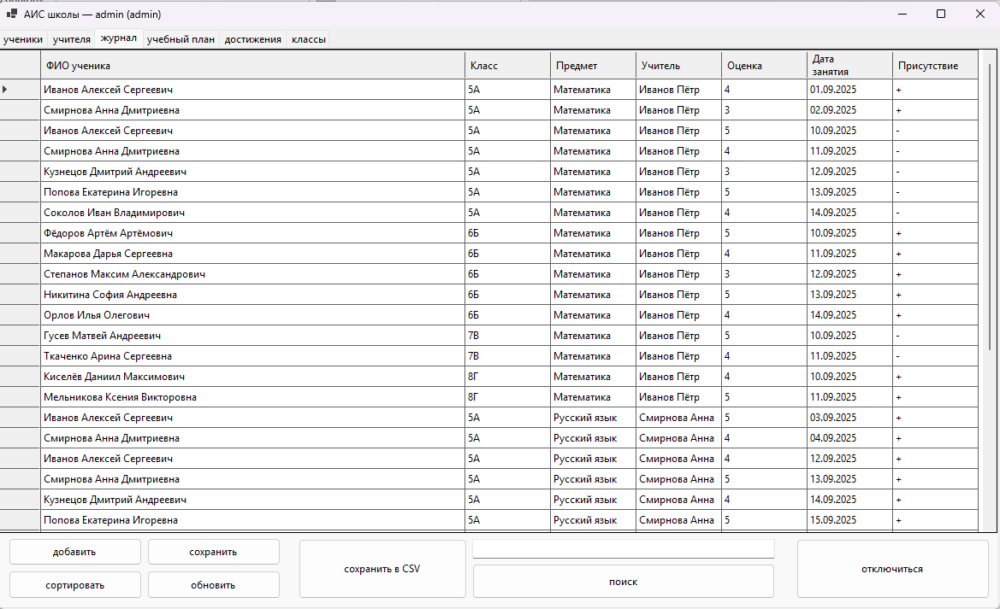 АИС школы — admin (admin)
ученики учителя журнал учебный план достижения классы
ФИО ученика Класс Предмет Учитель Оценка Дата занятия Присутствие
Иванов Алексей Сергеевич 5А Математика Иванов Пётр 4 01.09.2025 +
Смирнова Анна Дмитриевна 5А Математика Иванов Пётр 3 02.09.2025 +
Иванов Алексей Сергеевич 5А Математика Иванов Пётр 5 10.09.2025 -
Смирнова Анна Дмитриевна 5А Математика Иванов Пётр 4 11.09.2025 -
Кузнецов Дмитрий Андреевич 5А Математика Иванов Пётр 3 12.09.2025 -
Попова Екатерина Игоревна 5А Математика Иванов Пётр 5 13.09.2025 -
Соколов Иван Владимирович 5А Математика Иванов Пётр 4 14.09.2025 -
Фёдоров Артём Артёмович 6Б Математика Иванов Пётр 5 10.09.2025 +
Макарова Дарья Сергеевна 6Б Математика Иванов Пётр 4 11.09.2025 +
Степанов Максим Александрович 6Б Математика Иванов Пётр 3 12.09.2025 +
Никитина София Андреевна 6Б Математика Иванов Пётр 5 13.09.2025 +
Орлов Илья Олегович 6Б Математика Иванов Пётр 4 14.09.2025 +
Гусев Матвей Андреевич 7В Математика Иванов Пётр 5 10.09.2025 -
Ткаченко Арина Сергеевна 7В Математика Иванов Пётр 4 11.09.2025 -
Киселёв Даниил Максимович 8Г Математика Иванов Пётр 4 10.09.2025 +
Мельникова Ксения Викторовна 8Г Математика Иванов Пётр 5 11.09.2025 +
Иванов Алексей Сергеевич 5А Русский язык Смирнова Анна 5 03.09.2025 +
Смирнова Анна Дмитриевна 5А Русский язык Смирнова Анна 4 04.09.2025 +
Иванов Алексей Сергеевич 5А Русский язык Смирнова Анна 4 12.09.2025 +
Смирнова Анна Дмитриевна 5А Русский язык Смирнова Анна 5 13.09.2025 +
Кузнецов Дмитрий Андреевич 5А Русский язык Смирнова Анна 4 14.09.2025 +
Попова Екатерина Игоревна 5А Русский язык Смирнова Анна 5 15.09.2025 +
добавить сохранить
сохранить в CSV
отключиться
сортировать обновить
поиск